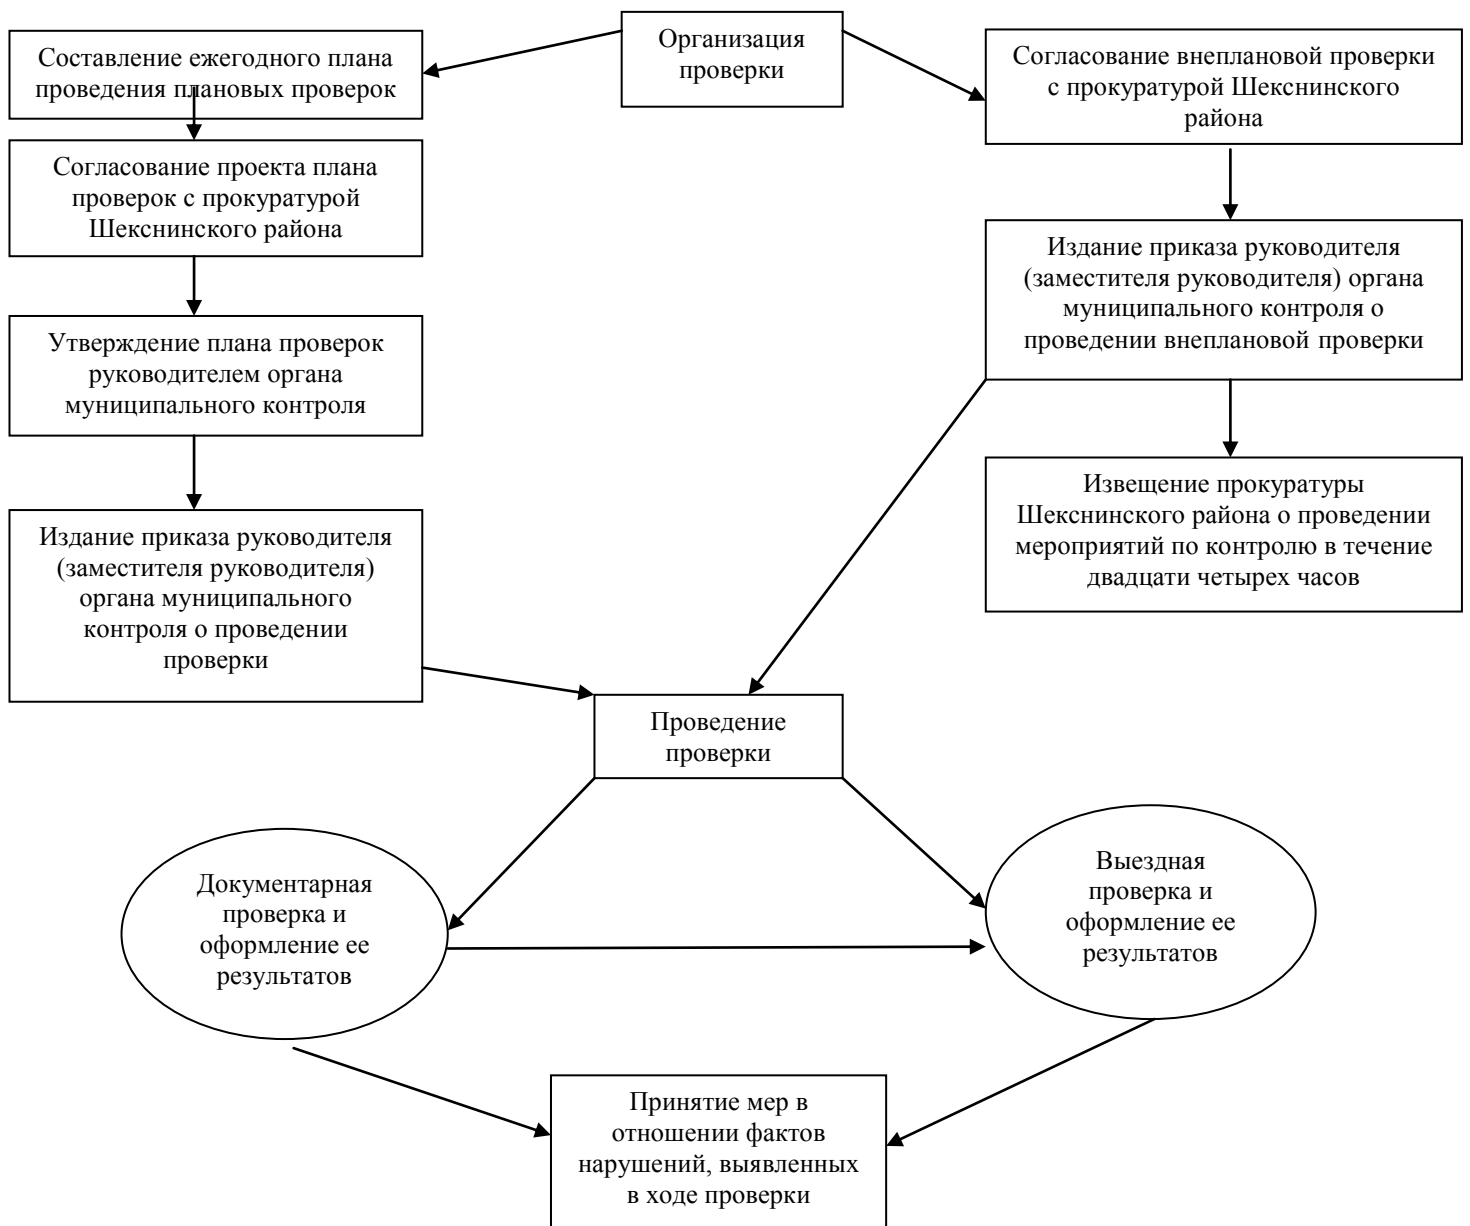 Организация
проверки
Составление ежегодного плана
проведения плановых проверок
Согласование проекта плана
проверок с прокуратурой
Шекснинского района
Утверждение плана проверок
руководителем органа
муниципального контроля
Издание приказа руководителя
(заместителя руководителя)
органа муниципального
контроля о проведении
проверки
Согласование внеплановой проверки
с прокуратурой Шекснинского
района
Издание приказа руководителя
(заместителя руководителя) органа
муниципального контроля о
проведении внеплановой проверки
Извещение прокуратуры
Шекснинского района о проведении
мероприятий по контролю в течение
двадцати четырех часов
Проведение
проверки
Документарная
проверка и
оформление ее
результатов
Выездная
проверка и
оформление ее
результатов
Принятие мер в
отношении фактов
нарушений, выявленных
в ходе проверки